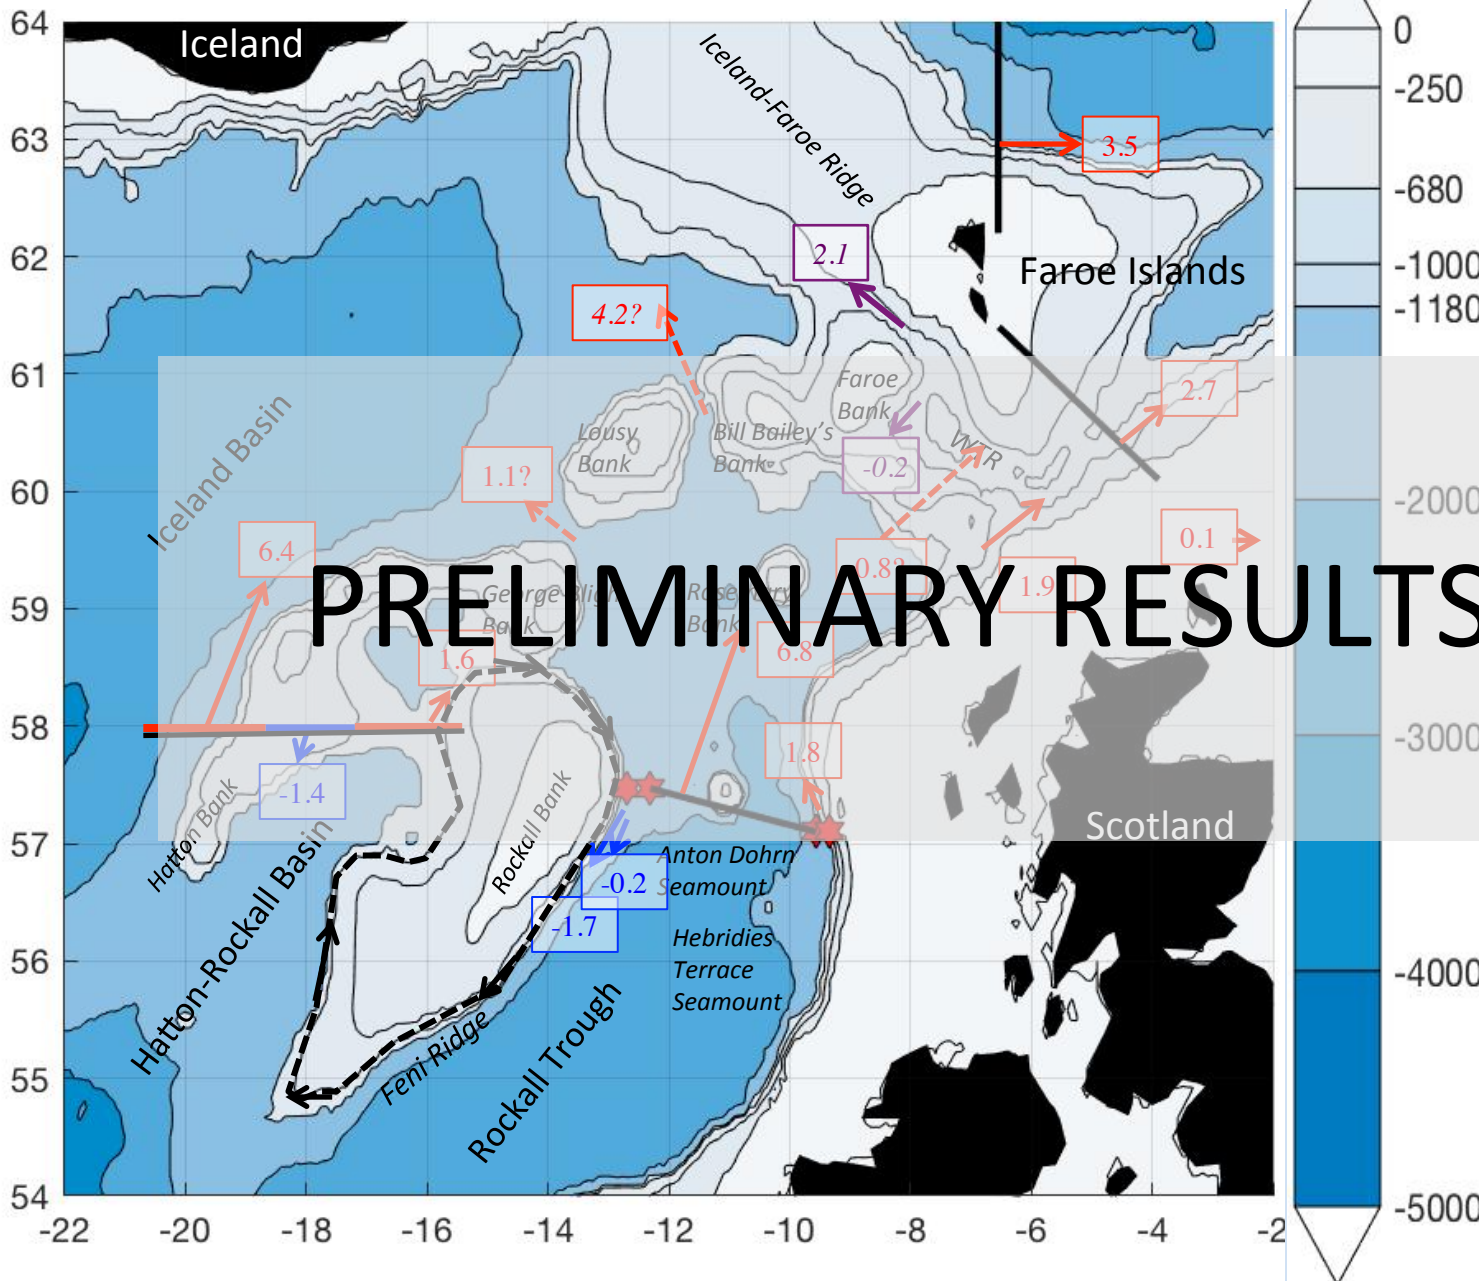 64
Iceland
Iceland-Faroe Ridge
0
-250
63
3.5
-680
62
2.1
Faroe Islands
-1000
-1180
4.2?
61
Faroe
Bank
2.7
Iceland Basin
Lousy
Bank
Bill Bailey's
Bank
WTR
-0.2
60
1.1?
-2000
6.4
0.8?
1.9
0.1
PRELIMINARY RESULTS
59
George Bligh
Bank
Rosemary
Bank
1.6
6.8
58
-3000
1.8
-1.4
Hatton Bank
Rockall Bank
Scotland
57
Hatton-Rockall Basin
Anton Dohrn
Seamount
-0.2
-1.7
Hebridies
Terrace
Seamount
56
-4000
Feni Ridge
Rockall Trough
55
54
-5000
-22
-20
-18
-16
-14
-12
-10
-8
-6
-4
-2